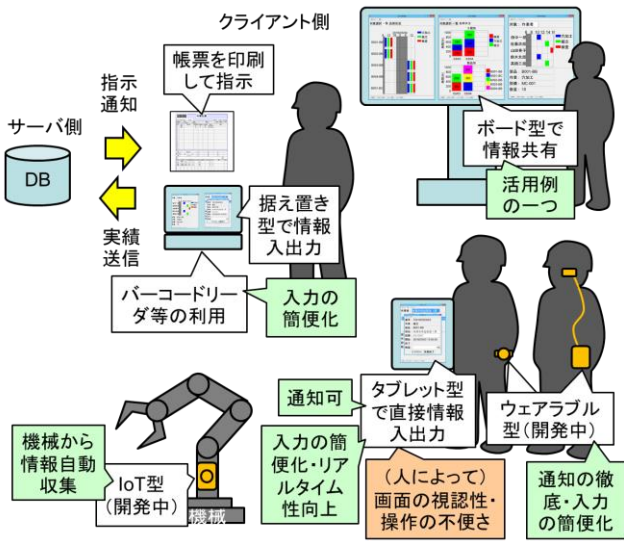 クライアント側
帳票を印刷
して指示
指示
通知
サーバ側
DB
実績
送信
据え置き
型で情報
入出力
バーコードリー
ダ等の利用
入力の
簡便化
ボード型で
情報共有
活用例
の一つ
通知可
タブレット型
で直接情報
入出力
ウェアラブル
型(開発中)
機械から
情報自動
収集
IoT型
(開発中)
機械
入力の簡
便化・リア
ルタイム
性向上
(人によって)
画面の視認性・
操作の不便さ
通知の徹
底・入力
の簡便化